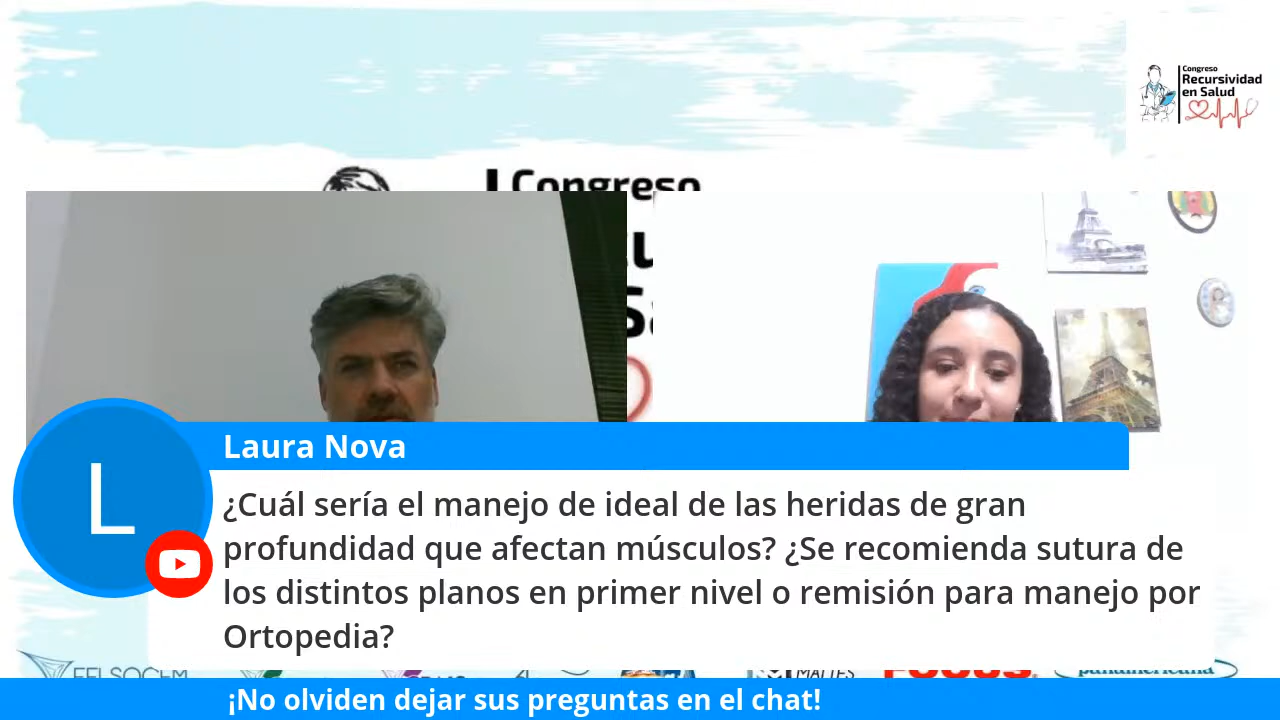 Congreso
Recursividad
en Salud
Congreso
Laura Nova
L
¿Cuál sería el manejo de ideal de las heridas de gran
profundidad que afectan músculos? ¿Se recomienda sutura de
los distintos planos en primer nivel o remisión para manejo por
Ortopedia?
¡No olviden dejar sus preguntas en el chat!